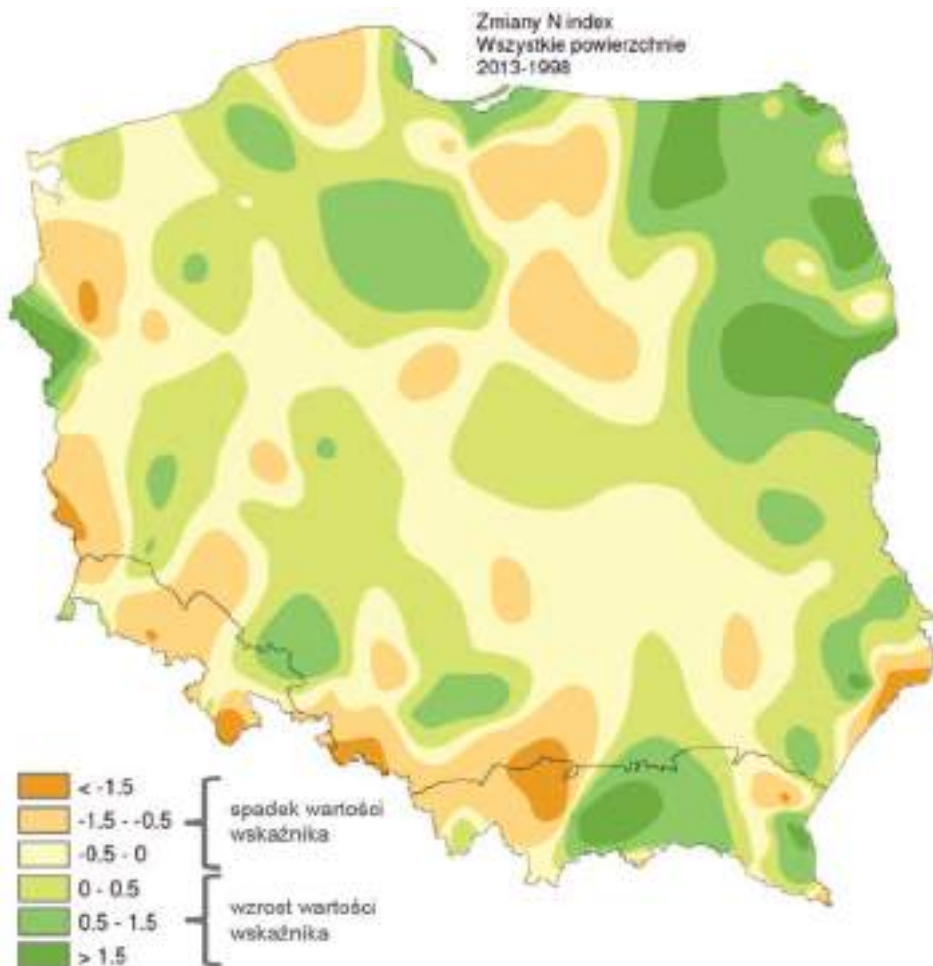 Zmiany N index
Wszystkie powierzchnie
2013-1998
< -1.5
-1.5 - -0.5
-0.5 - 0
spadek wartości
wskaźnika
0 - 0.5
0.5 - 1.5
> 1.5
wzrost wartości
wskaźnika